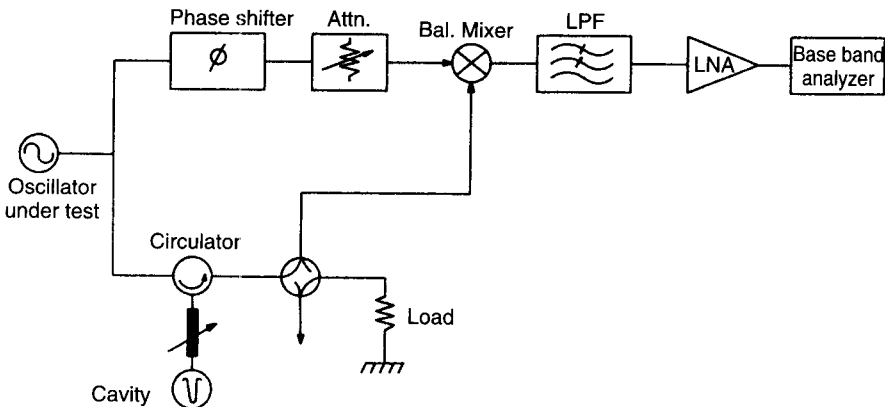 Phase shifter
Attn.
Bal. Mixer
LPF
ϕ
LNA
Base band
analyzer
Oscillator
under test
Circulator
Load
Cavity